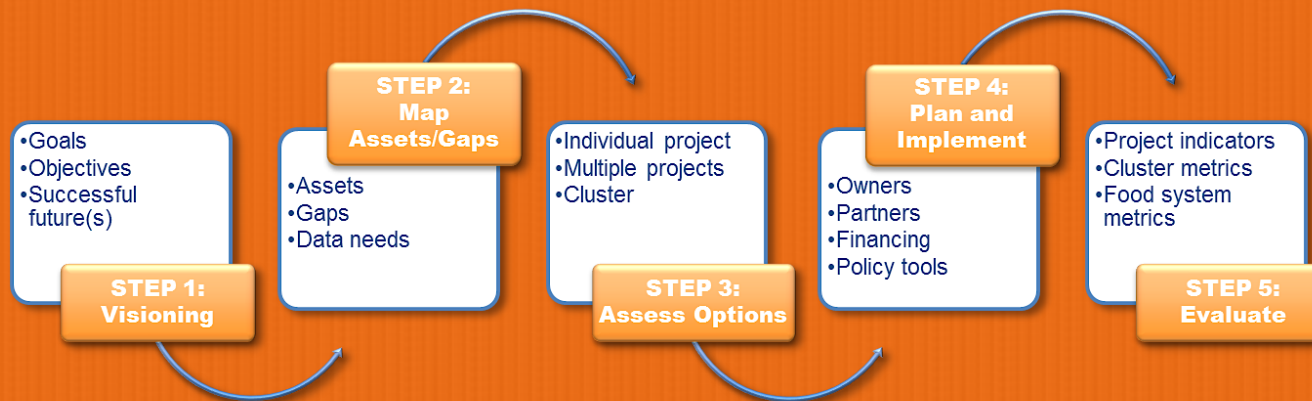 •Goals
•Objectives
•Successful
future(s)
STEP 1:
Visioning
STEP 2:
Map
Assets/Gaps
•Assets
•Gaps
•Data needs
•Individual project
•Multiple projects
•Cluster
STEP 3:
Assess Options
STEP 4:
Plan and
Implement
•Owners
•Partners
•Financing
•Policy tools
•Project indicators
•Cluster metrics
•Food system
metrics
STEP 5:
Evaluate